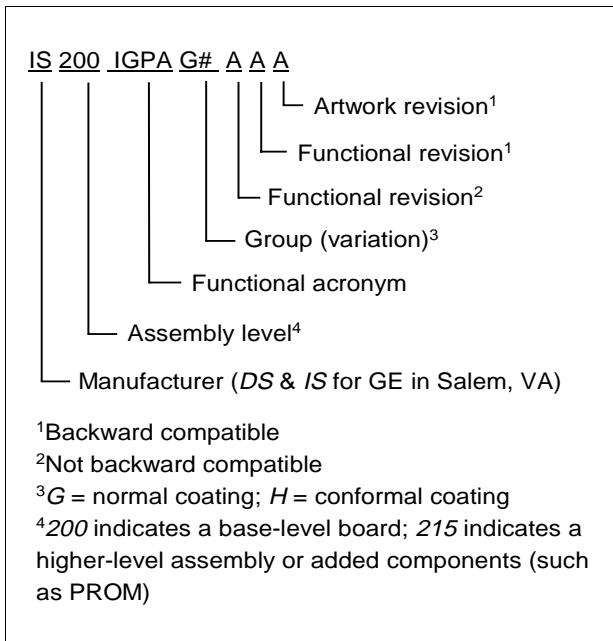 IS 200 IGPA G# A A A
Artwork revision¹
Functional revision¹
Functional revision²
Group (variation)³
Functional acronym
Assembly level⁴
Manufacturer (DS & IS for GE in Salem, VA)
¹Backward compatible
²Not backward compatible
³G = normal coating; H = conformal coating
⁴200 indicates a base-level board; 215 indicates a
higher-level assembly or added components (such
as PROM)